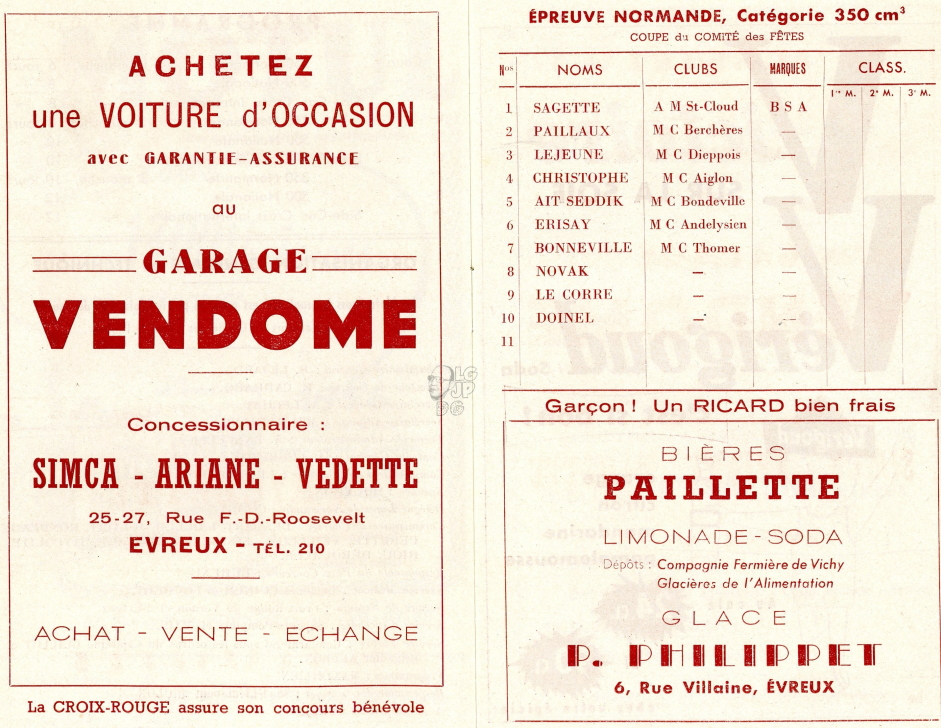 ACHETEZ
une VOITURE d'OCCASION
avec GARANTIE-ASSURANCE
au
GARAGE
VENDOME
Concessionnaire :
SIMCA - ARIANE - VEDETTE
25-27, Rue F.-D.-Roosevelt
EVREUX - TÉL. 210
ACHAT - VENTE - ECHANGE
La CROIX-ROUGE assure son concours bénévole
ÉPREUVE NORMANDE, Catégorie 350 cm³
COUPE du COMITÉ des FÊTES
Nos NOMS CLUBS MARQUES CLASS.
1re M. 2e M. 3e M.
1 SAGETTE A M St-Cloud B S A
2 PAILLAUX M C Berchères —
3 LEJEUNE M C Dieppois —
4 CHRISTOPHE M C Aiglon —
5 AIT-SEDDIK M C Bondeville —
6 ERISAY M C Andelysien —
7 BONNEVILLE M C Thomer —
8 NOVAK — —
9 LE CORRE — —
10 DOINEL — —
11
Garçon ! Un RICARD bien frais
BIÈRES
PAILLETTE
LIMONADE - SODA
Dépôts : Compagnie Fermière de Vichy
Glacières de l'Alimentation
GLACE
P. PHILIPPET
6, Rue Villaine, ÉVREUX